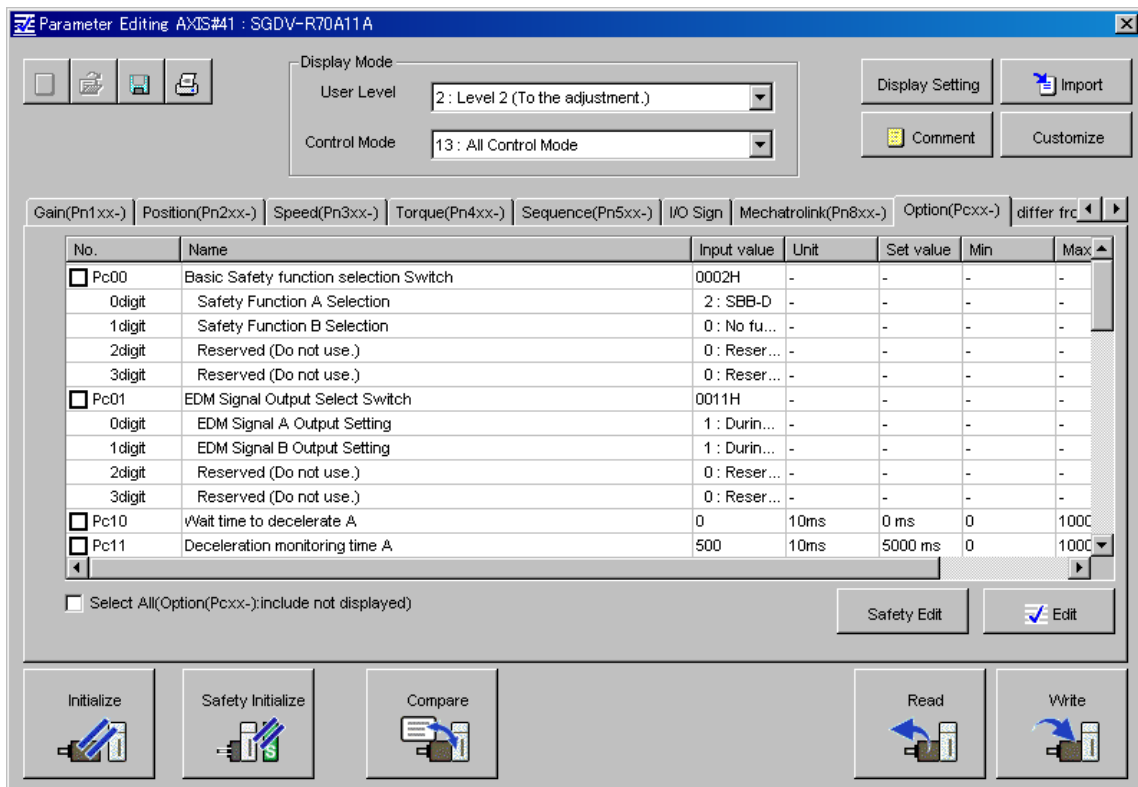 Parameter Editing AXIS#41 : SGDV-R70A11A
Display Mode
User Level 2 : Level 2 (To the adjustment.)
Control Mode 13 : All Control Mode
Display Setting Import
Comment Customize
Gain(Pn1xx-) Position(Pn2xx-) Speed(Pn3xx-) Torque(Pn4xx-) Sequence(Pn5xx-) I/O Sign Mechatrolink(Pn8xx-) Option(Pcxx-) differ frc
No. Name Input value Unit Set value Min Max
Pc00 Basic Safety function selection Switch 0002H - - - -
0digit Safety Function A Selection 2 : SBB-D - - - -
1digit Safety Function B Selection 0 : No fu... - - - -
2digit Reserved (Do not use.) 0 : Reser... - - - -
3digit Reserved (Do not use.) 0 : Reser... - - - -
Pc01 EDM Signal Output Select Switch 0011H - - - -
0digit EDM Signal A Output Setting 1 : Durin... - - - -
1digit EDM Signal B Output Setting 1 : Durin... - - - -
2digit Reserved (Do not use.) 0 : Reser... - - - -
3digit Reserved (Do not use.) 0 : Reser... - - - -
Pc10 Wait time to decelerate A 0 10ms 0 ms 0 1000
Pc11 Deceleration monitoring time A 500 10ms 5000 ms 0 1000
Select All(Option(Pcxx-):include not displayed)
Safety Edit Edit
Initialize Safety Initialize Compare Read Write
S